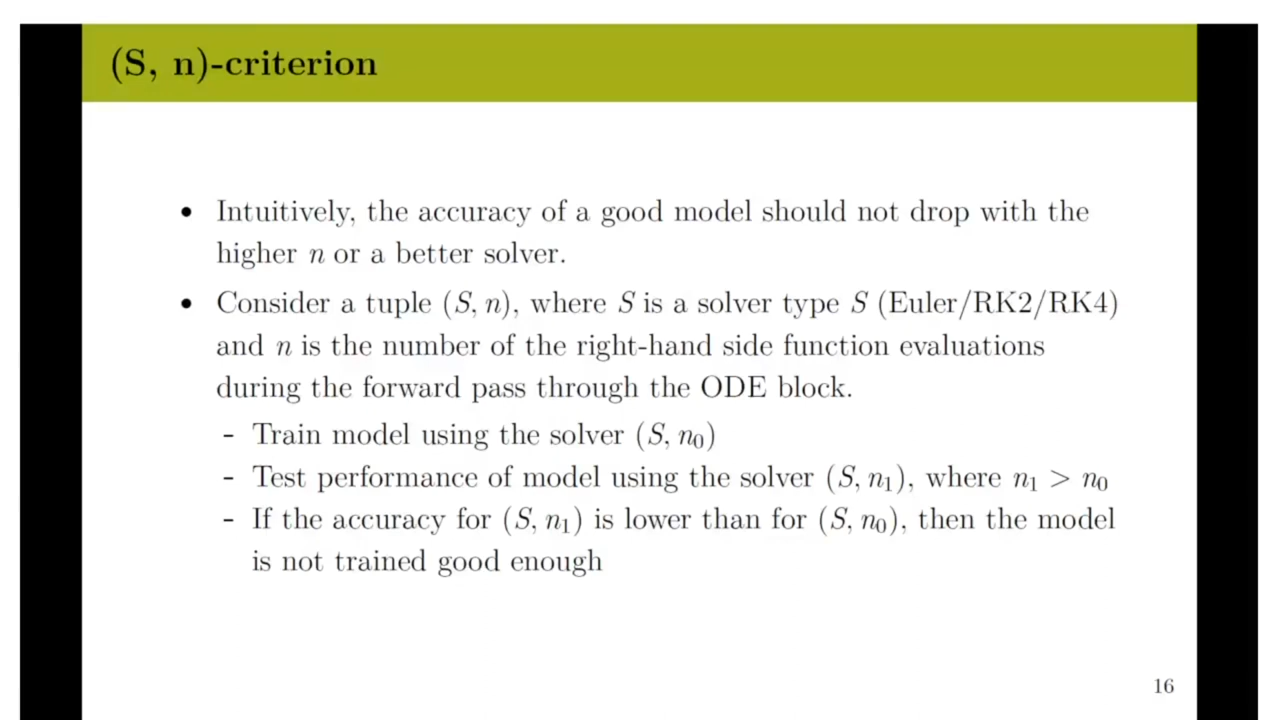 (S, n)-criterion
• Intuitively, the accuracy of a good model should not drop with the
higher n or a better solver.
• Consider a tuple (S, n), where S is a solver type S (Euler/RK2/RK4)
and n is the number of the right-hand side function evaluations
during the forward pass through the ODE block.
- Train model using the solver (S, n₀)
- Test performance of model using the solver (S, n₁), where n₁ > n₀
- If the accuracy for (S, n₁) is lower than for (S, n₀), then the model
is not trained good enough
16